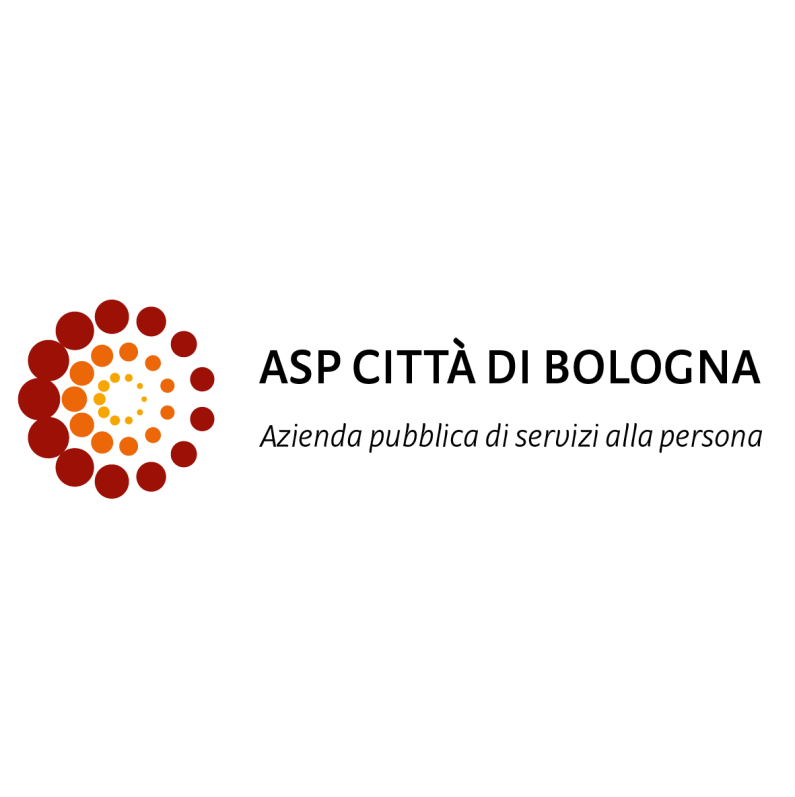 ASP CITTÀ DI BOLOGNA
Azienda pubblica di servizi alla persona